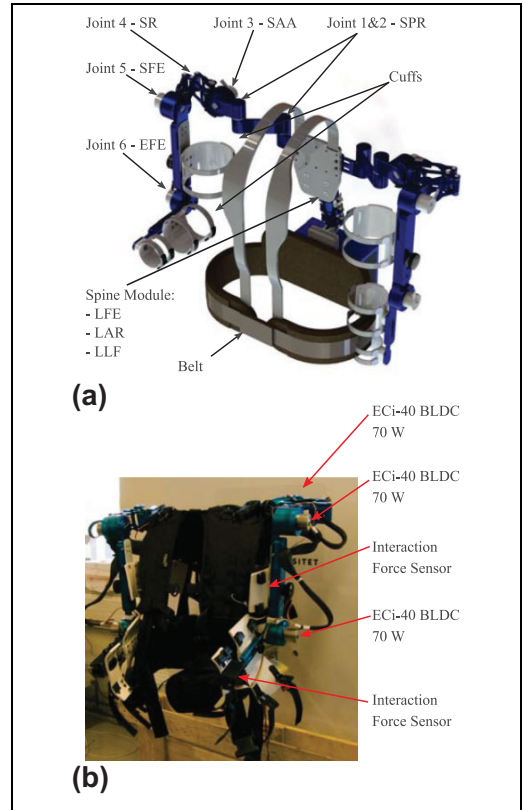 Joint 4 - SR
Joint 3 - SAA
Joint 1&2 - SPR
Joint 5 - SFE
Cuffs
Joint 6 - EFE
Spine Module:
- LFE
- LAR
- LLF
Belt
(a)
ECi-40 BLDC
70 W
ECi-40 BLDC
70 W
Interaction
Force Sensor
SITET
ECi-40 BLDC
70 W
Interaction
Force Sensor
(b)